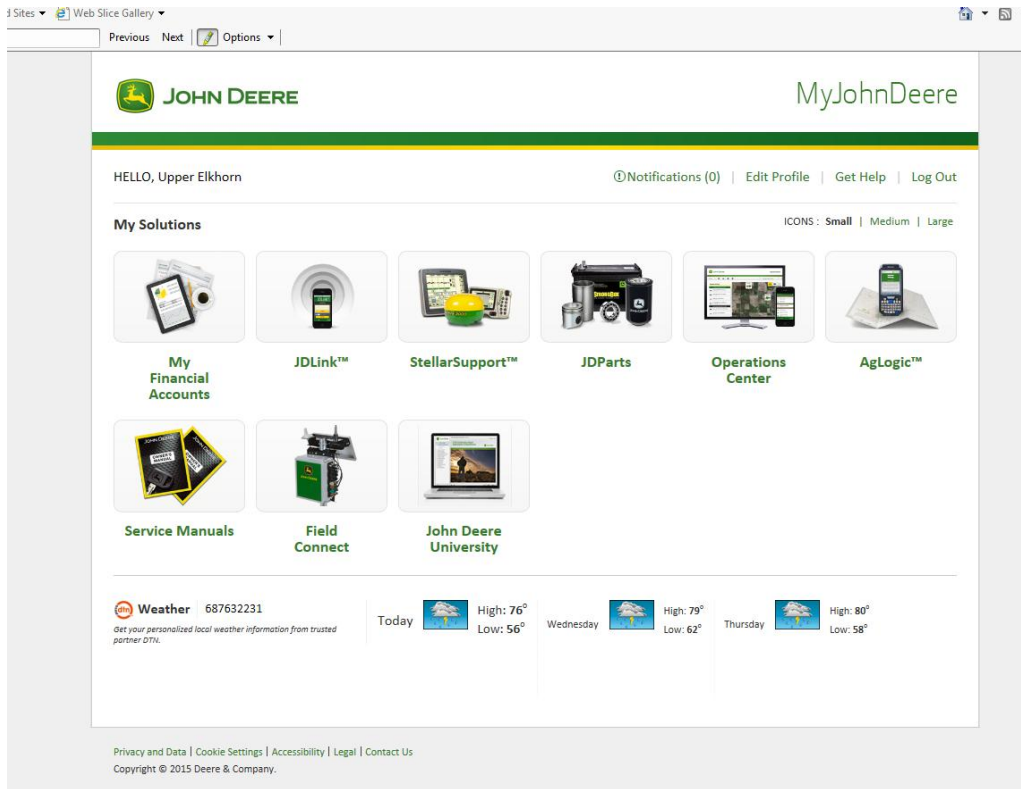 d Sites Web Slice Gallery
Previous Next Options
JOHN DEERE MyJohnDeere
HELLO, Upper Elkhorn Notifications (0) | Edit Profile | Get Help | Log Out
My Solutions ICONS : Small | Medium | Large
My Financial Accounts
JDLink™
StellarSupport™
JDParts
Operations Center
AgLogic™
Service Manuals
Field Connect
John Deere University
dtn Weather 687632231
Get your personalized local weather information from trusted
partner DTN.
Today High: 76° Low: 56°
Wednesday High: 79° Low: 62°
Thursday High: 80° Low: 58°
Privacy and Data | Cookie Settings | Accessibility | Legal | Contact Us
Copyright © 2015 Deere & Company.